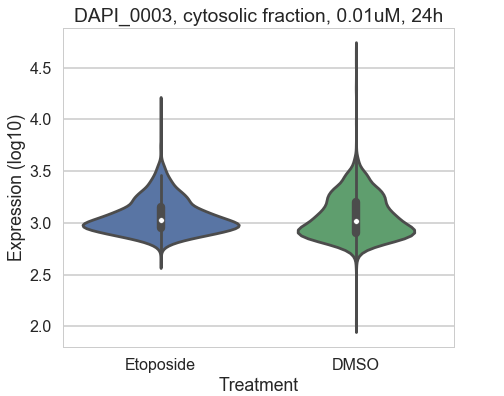 DAPI_0003, cytosolic fraction, 0.01uM, 24h
Expression (log10)
4.5
4.0
3.5
3.0
2.5
2.0
Etoposide DMSO
Treatment